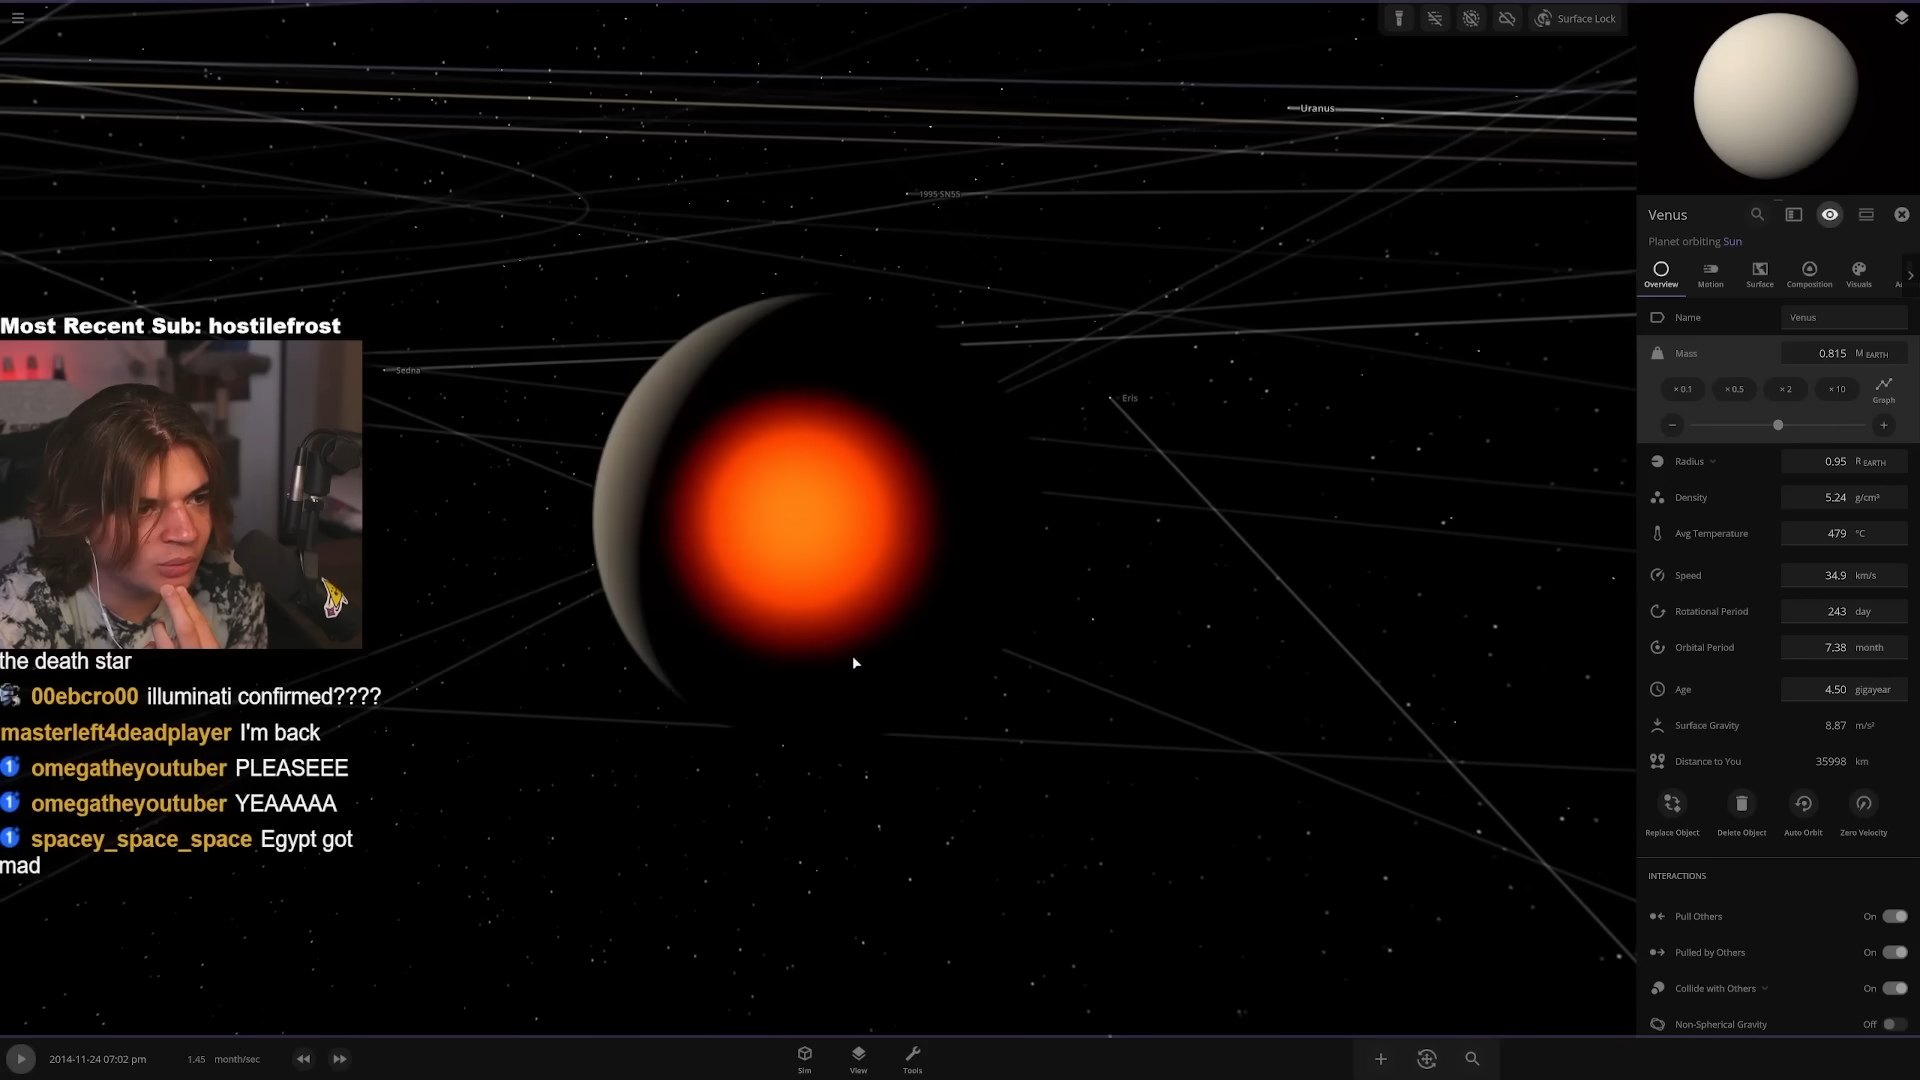 Surface Lock
Uranus
1995 SN55
Sedna
Eris
Most Recent Sub: hostilefrost
the death star
00ebcro00 illuminati confirmed????
masterleft4deadplayer I'm back
omegatheyoutuber PLEASEEE
omegatheyoutuber YEAAAAA
spacey_space_space Egypt got
mad
Venus
Planet orbiting Sun
Overview Motion Surface Composition Visuals
Name Venus
Mass 0.815 M EARTH
× 0.1 × 0.5 × 2 × 10 Graph
Radius 0.95 R EARTH
Density 5.24 g/cm³
Avg Temperature 479 °C
Speed 34.9 km/s
Rotational Period 243 day
Orbital Period 7.38 month
Age 4.50 gigayear
Surface Gravity 8.87 m/s²
Distance to You 35998 km
Replace Object Delete Object Auto Orbit Zero Velocity
INTERACTIONS
Pull Others On
Pulled by Others On
Collide with Others On
Non-Spherical Gravity Off
2014-11-24 07:02 pm 1.45 month/sec
Sim View Tools